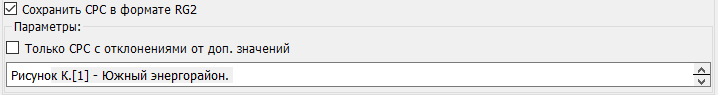 Сохранить СРС в формате RG2
Параметры:
Только СРС с отклонениями от доп. значений
Рисунок К.[1] - Южный энергорайон.